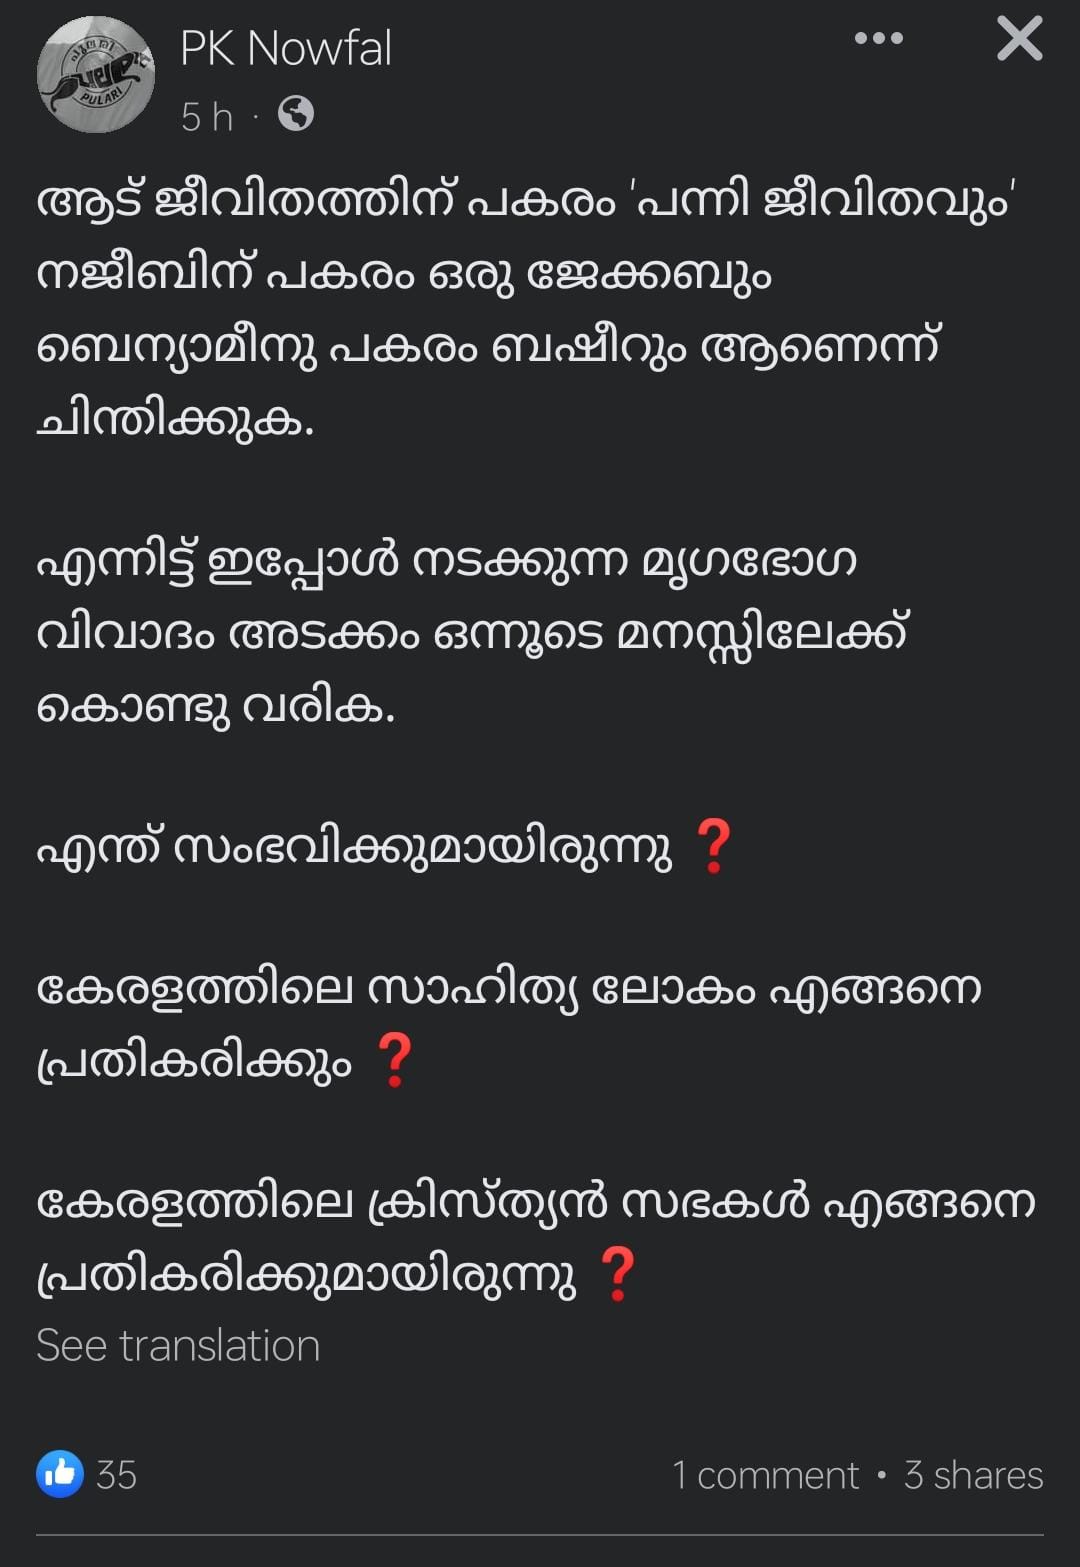 PK Nowfal
5 h ·
ആട് ജീവിതത്തിന് പകരം 'പന്നി ജീവിതവും'
നജീബിന് പകരം ഒരു ജേക്കബും
ബെന്യാമീനു പകരം ബഷീറും ആണെന്ന്
ചിന്തിക്കുക.
എന്നിട്ട് ഇപ്പോൾ നടക്കുന്ന മൃഗഭോഗ
വിവാദം അടക്കം ഒന്നൂടെ മനസ്സിലേക്ക്
കൊണ്ടു വരിക.
എന്ത് സംഭവിക്കുമായിരുന്നു ❓
കേരളത്തിലെ സാഹിത്യ ലോകം എങ്ങനെ
പ്രതികരിക്കും ❓
കേരളത്തിലെ ക്രിസ്ത്യൻ സഭകൾ എങ്ങനെ
പ്രതികരിക്കുമായിരുന്നു ❓
See translation
35
1 comment • 3 shares